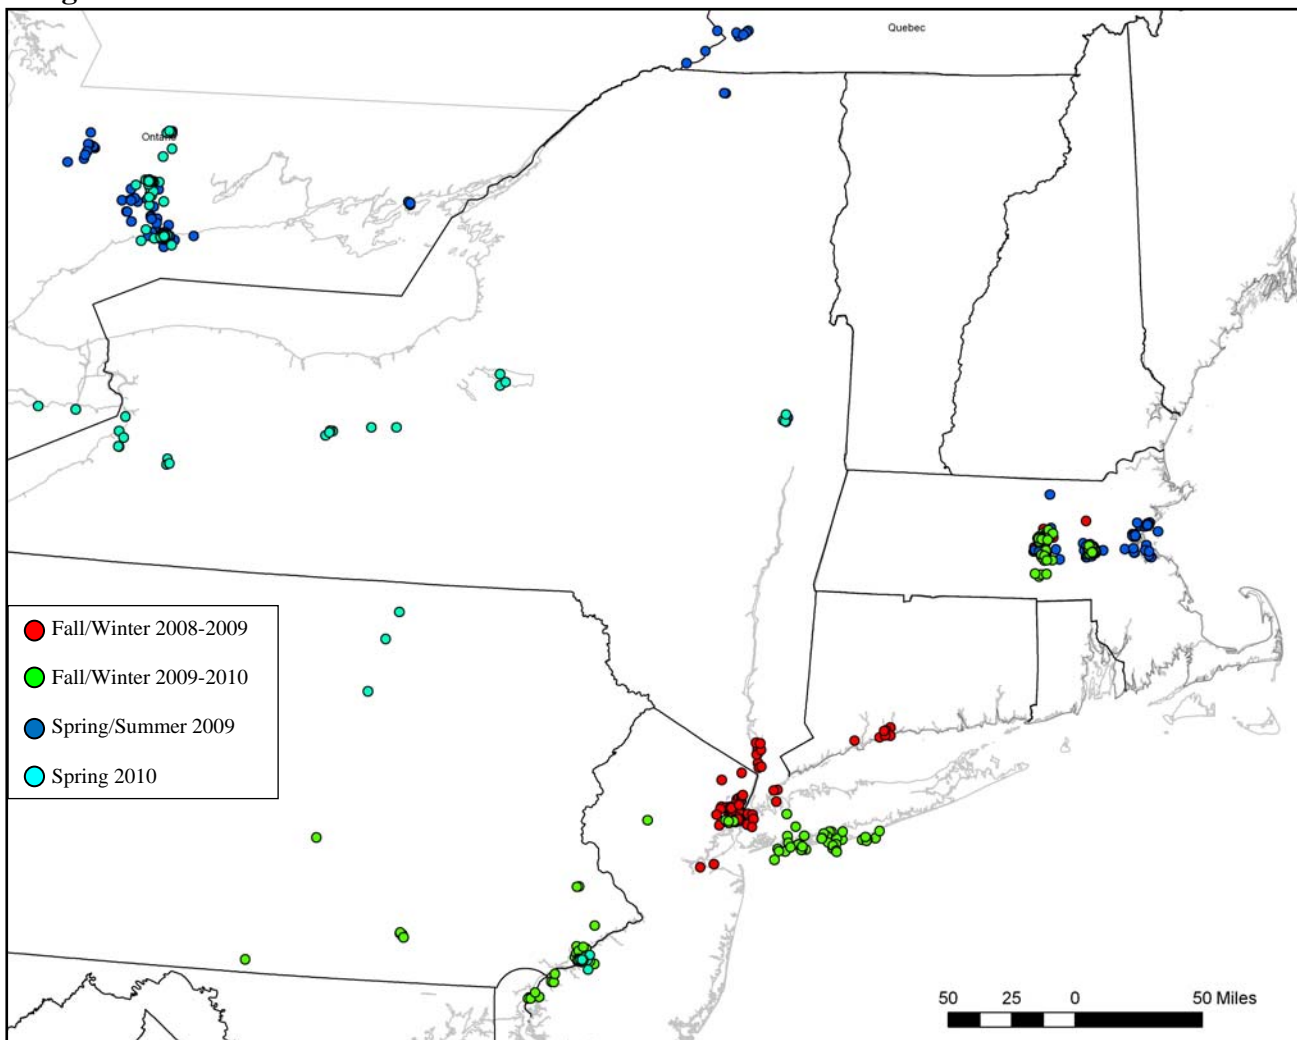 Quebec
Ontario
Fall/Winter 2008-2009
Fall/Winter 2009-2010
Spring/Summer 2009
Spring 2010
50 25 0 50 Miles